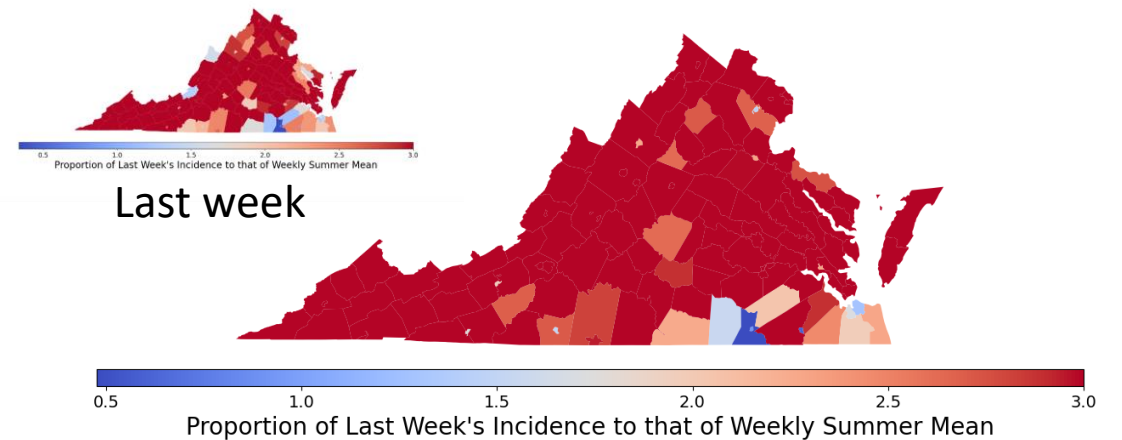 0.5 1.0 1.5 2.0 2.5 3.0
Proportion of Last Week's Incidence to that of Weekly Summer Mean
Last week
0.5 1.0 1.5 2.0 2.5 3.0
Proportion of Last Week's Incidence to that of Weekly Summer Mean